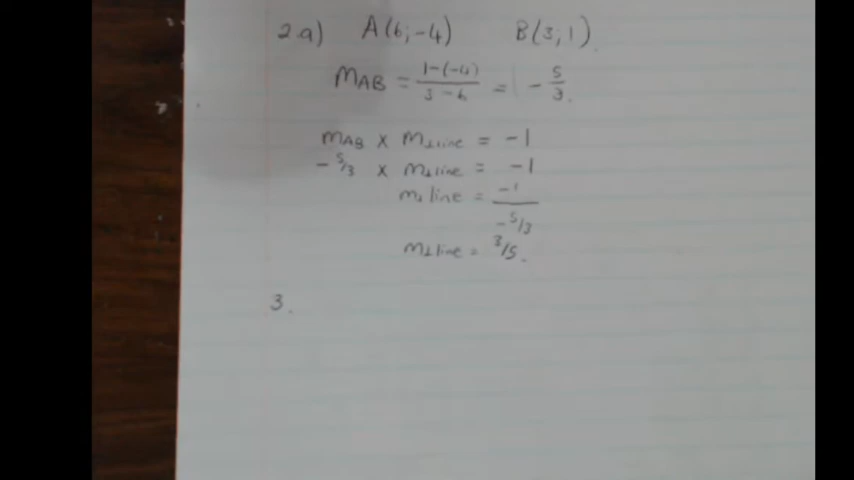 2.a) A(6;-4) B(3;1).
mAB = 1-(-4)/3-6 = -5/3.
mAB x m⊥line = -1
-5/3 x m⊥line = -1
m⊥line = -1/-5/3
m⊥line = 3/5.
3.